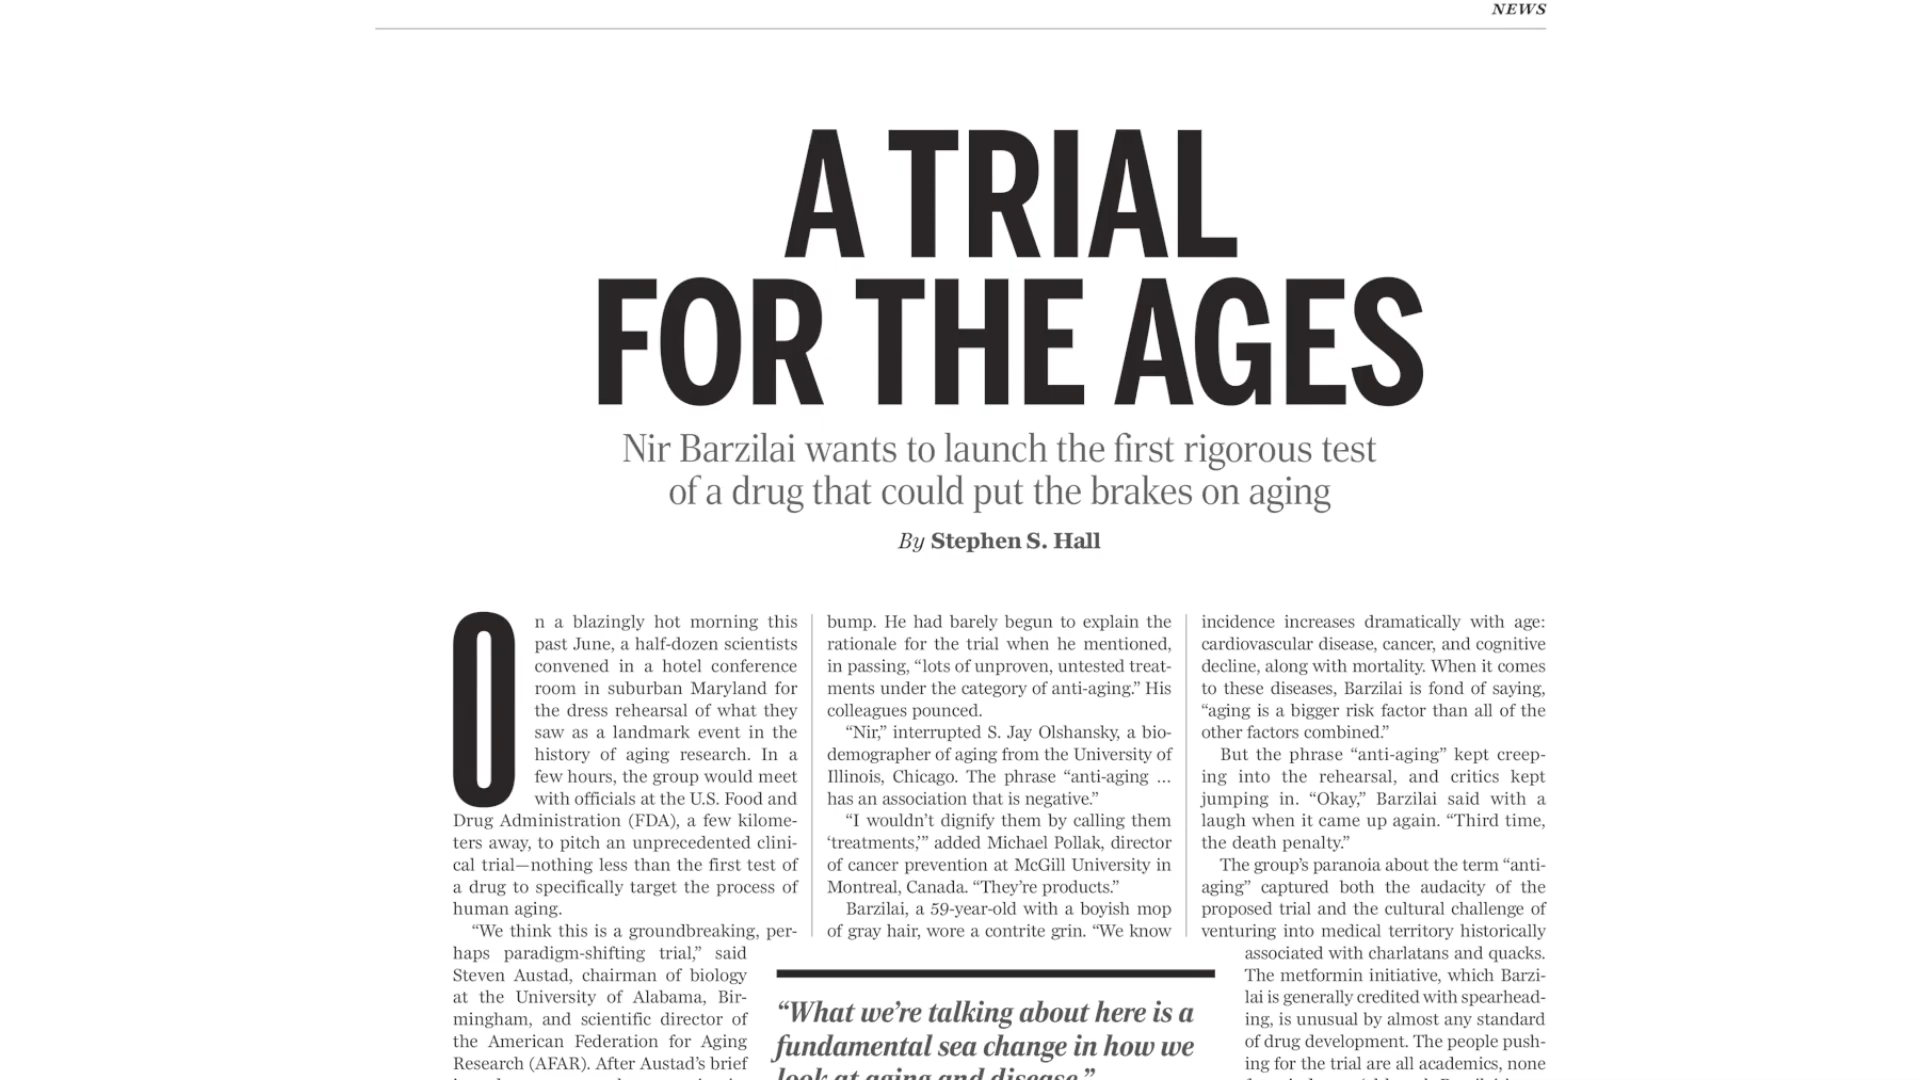 NEWS
A TRIAL
FOR THE AGES
Nir Barzilai wants to launch the first rigorous test
of a drug that could put the brakes on aging
By Stephen S. Hall
On a blazingly hot morning this
past June, a half-dozen scientists
convened in a hotel conference
room in suburban Maryland for
the dress rehearsal of what they
saw as a landmark event in the
history of aging research. In a
few hours, the group would meet
with officials at the U.S. Food and
Drug Administration (FDA), a few kilome-
ters away, to pitch an unprecedented clini-
cal trial—nothing less than the first test of
a drug to specifically target the process of
human aging.
“We think this is a groundbreaking, per-
haps paradigm-shifting trial,” said
Steven Austad, chairman of biology
at the University of Alabama, Bir-
mingham, and scientific director of
the American Federation for Aging
Research (AFAR). After Austad’s brief
bump. He had barely begun to explain the
rationale for the trial when he mentioned,
in passing, “lots of unproven, untested treat-
ments under the category of anti-aging.” His
colleagues pounced.
“Nir,” interrupted S. Jay Olshansky, a bio-
demographer of aging from the University of
Illinois, Chicago. The phrase “anti-aging ...
has an association that is negative.”
“I wouldn’t dignify them by calling them
‘treatments,’” added Michael Pollak, director
of cancer prevention at McGill University in
Montreal, Canada. “They’re products.”
Barzilai, a 59-year-old with a boyish mop
of gray hair, wore a contrite grin. “We know
“What we’re talking about here is a
fundamental sea change in how we
look at aging and disease.”
incidence increases dramatically with age:
cardiovascular disease, cancer, and cognitive
decline, along with mortality. When it comes
to these diseases, Barzilai is fond of saying,
“aging is a bigger risk factor than all of the
other factors combined.”
But the phrase “anti-aging” kept creep-
ing into the rehearsal, and critics kept
jumping in. “Okay,” Barzilai said with a
laugh when it came up again. “Third time,
the death penalty.”
The group’s paranoia about the term “anti-
aging” captured both the audacity of the
proposed trial and the cultural challenge of
venturing into medical territory historically
associated with charlatans and quacks.
The metformin initiative, which Barzi-
lai is generally credited with spearhead-
ing, is unusual by almost any standard
of drug development. The people push-
ing for the trial are all academics, none